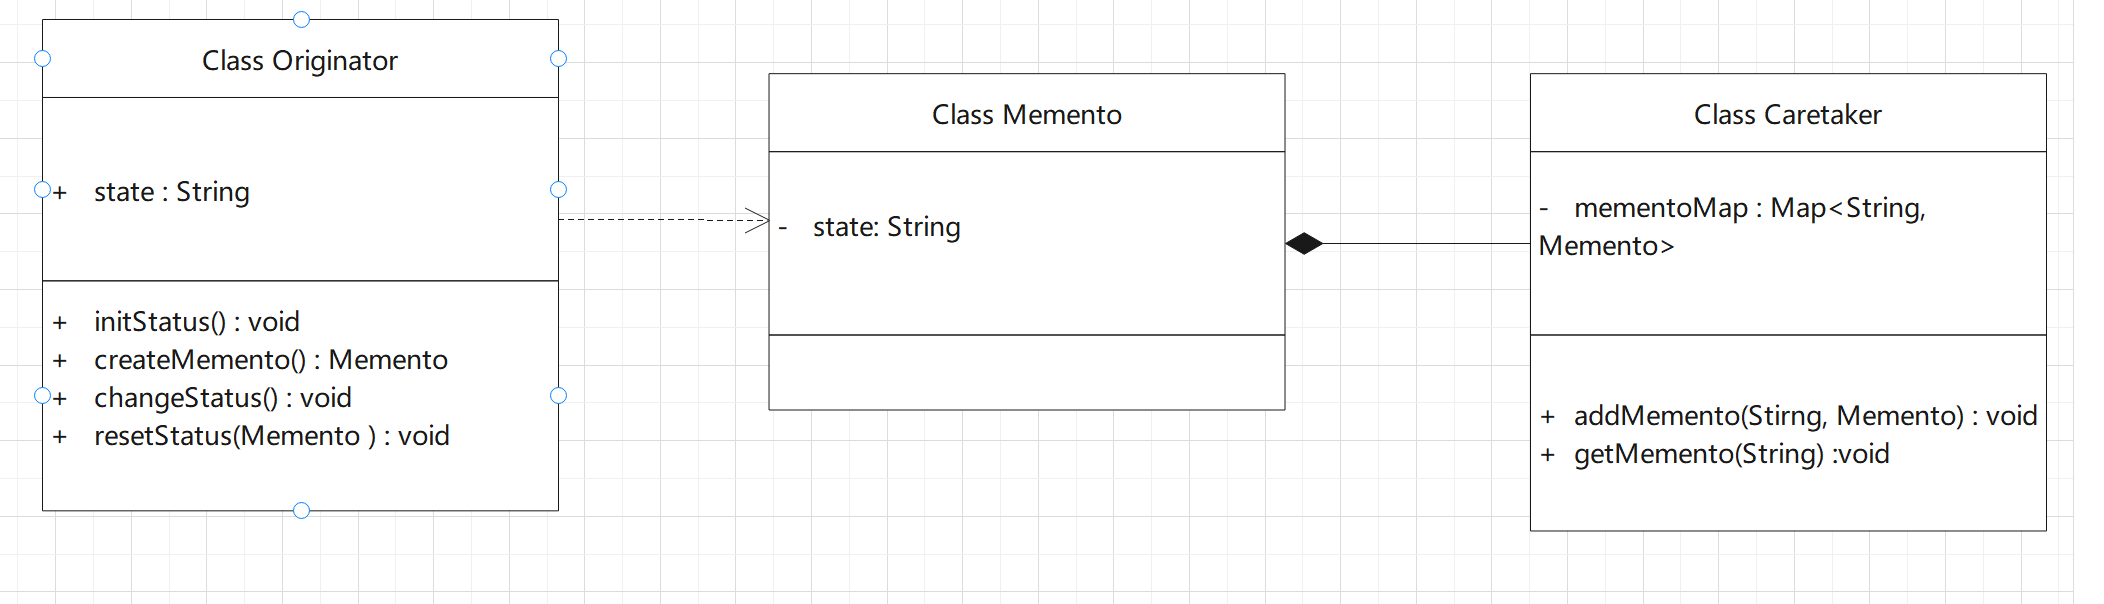 Class Originator
+ state : String
+ initStatus() : void
+ createMemento() : Memento
+ changeStatus() : void
+ resetStatus(Memento ) : void
Class Memento
- state: String
Class Caretaker
- mementoMap : Map<String,
Memento>
+ addMemento(Stirng, Memento) : void
+ getMemento(String) :void